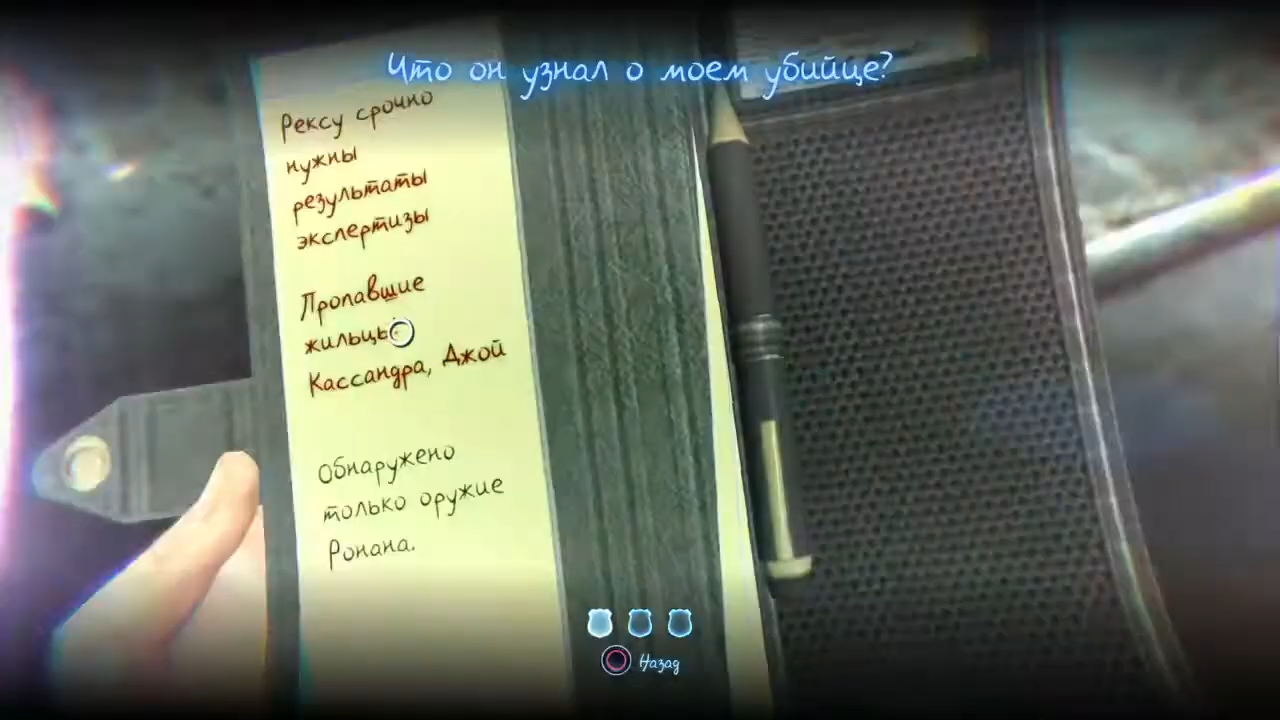 Что он узнал о моем убийце?
Рексу срочно
нужны
результаты
экспертизы
Пропавшие
жильцы
Кассандра, Джой
Обнаружено
только оружие
Ронана.
Назад